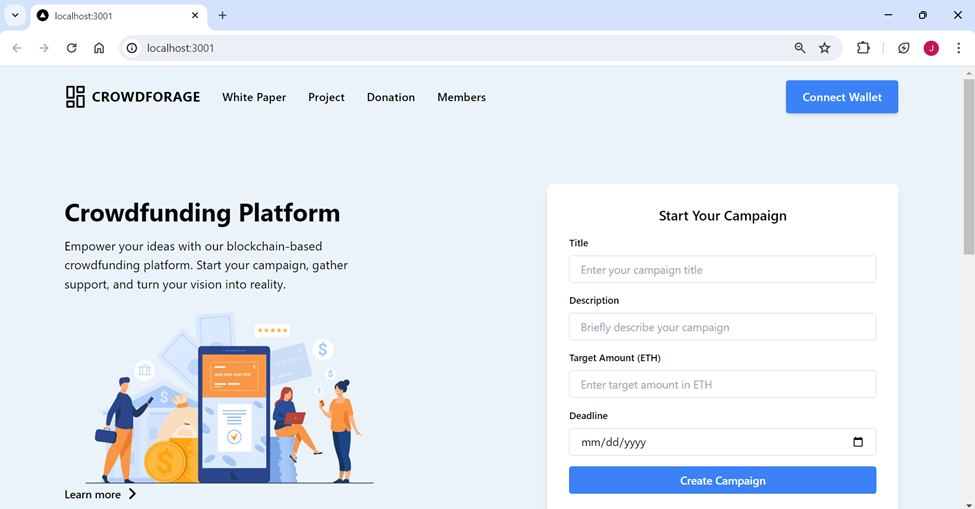 localhost:3001
localhost:3001
J
CROWDFORAGE White Paper Project Donation Members Connect Wallet
Crowdfunding Platform
Empower your ideas with our blockchain-based
crowdfunding platform. Start your campaign, gather
support, and turn your vision into reality.
$
$
$
$
$
Learn more
Start Your Campaign
Title
Enter your campaign title
Description
Briefly describe your campaign
Target Amount (ETH)
Enter target amount in ETH
Deadline
mm/dd/yyyy
Create Campaign